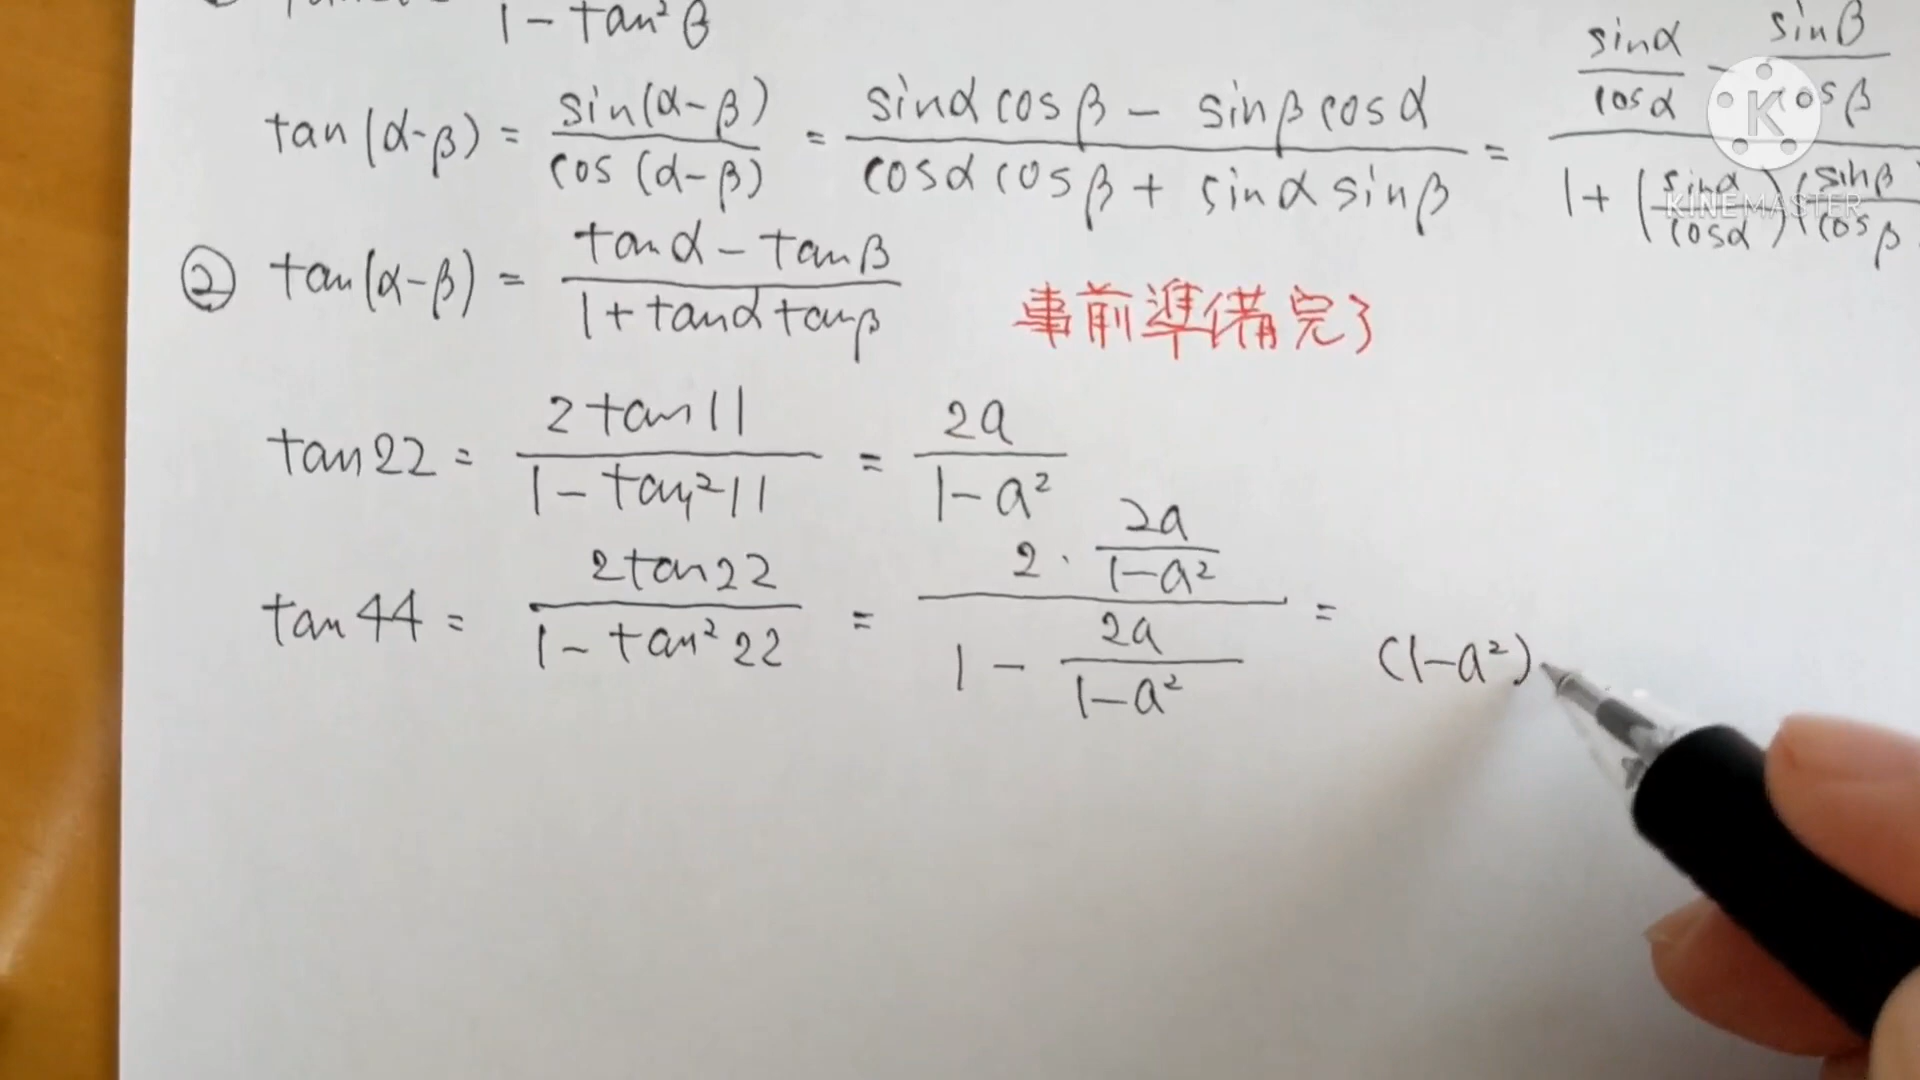 1 - tan² β
tan(α-β) = sin(α-β) / cos(α-β) = sinα cosβ - sinβ cosα / cosα cosβ + sinα sinβ = sinα/cosα - sinβ/cosβ / 1 + (sinα/cosα)(sinβ/cosβ)
KINEMASTER
② tan(α-β) = tanα - tanβ / 1 + tanα tanβ
事前準備完了
tan22 = 2tan11 / 1 - tan²11 = 2a / 1 - a²
tan44 = 2tan22 / 1 - tan²22 = 2 · 2a/1-a² / 1 - 2a/1-a² = (1-a²)